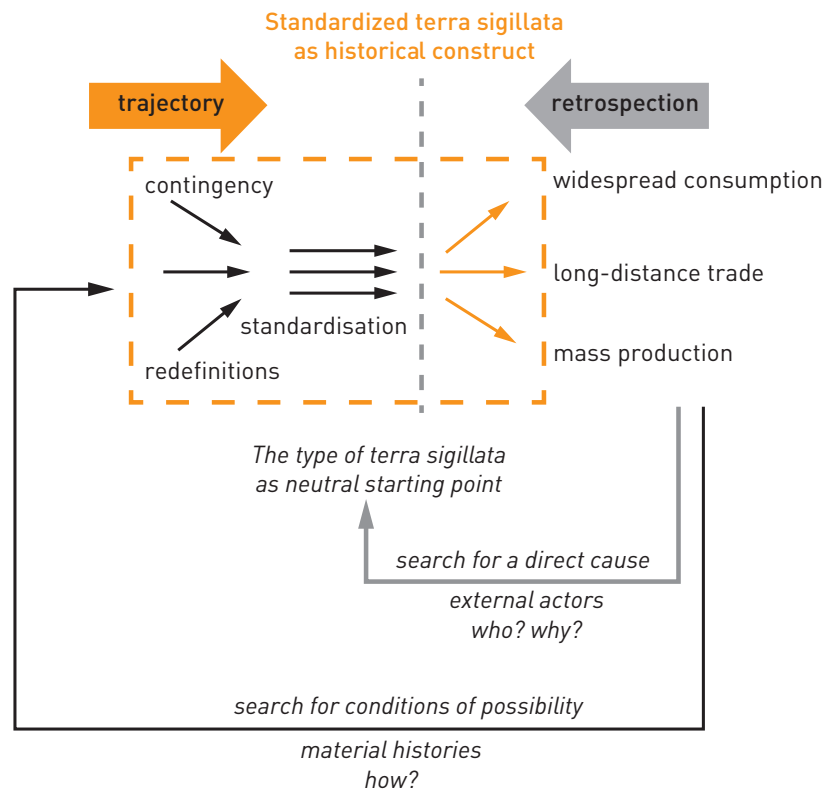 Standardized terra sigillata
as historical construct
trajectory
retrospection
contingency
widespread consumption
long-distance trade
standardisation
mass production
redefinitions
The type of terra sigillata
as neutral starting point
search for a direct cause
external actors
who? why?
search for conditions of possibility
material histories
how?